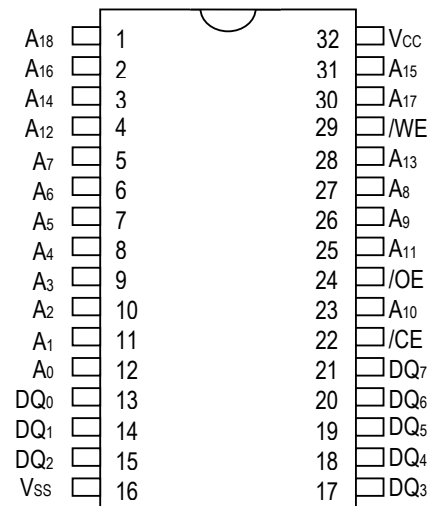 A18 1 32 VCC
A16 2 31 A15
A14 3 30 A17
A12 4 29 /WE
A7 5 28 A13
A6 6 27 A8
A5 7 26 A9
A4 8 25 A11
A3 9 24 /OE
A2 10 23 A10
A1 11 22 /CE
A0 12 21 DQ7
DQ0 13 20 DQ6
DQ1 14 19 DQ5
DQ2 15 18 DQ4
VSS 16 17 DQ3